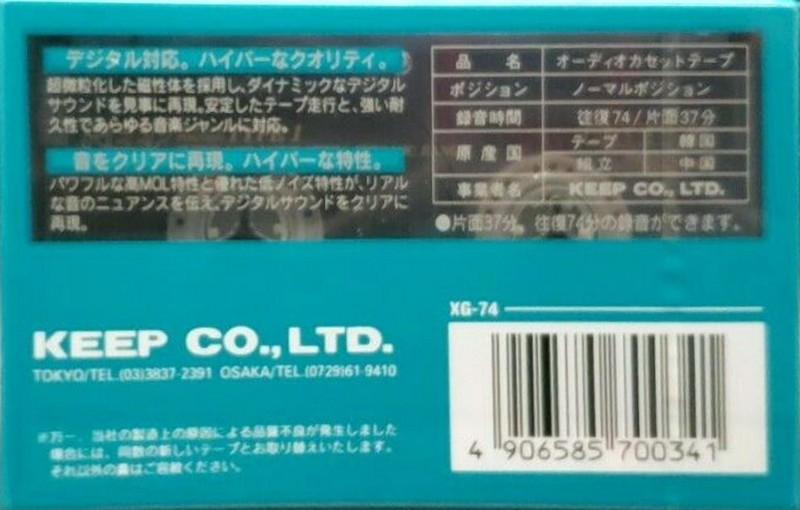 デジタル対応。ハイパーなクオリティ。
超微粒化した磁性体を採用し、ダイナミックなデジタル
サウンドを見事に再現。安定したテープ走行と、強い耐
久性であらゆる音楽ジャンルに対応。
音をクリアに再現。ハイパーな特性。
パワフルな高MOL特性と優れた低ノイズ特性が、リアル
な音のニュアンスを伝え、デジタルサウンドをクリアに
再現。
品名 オーディオカセットテープ
ポジション ノーマルポジション
録音時間 往復74/片面37分
原産国 テープ 韓国
組立 中国
事業者名 KEEP CO., LTD.
●片面37分。往復74分の録音ができます。
KEEP CO., LTD.
TOKYO/TEL.(03)3837-2391 OSAKA/TEL.(0729)61-9410
※万一、当社の製造上の原因による品質不良が発生しました
場合には、同数の新しいテープとお取り替えいたします。
それ以外の責はご容赦ください。
XG-74
4 906585 700341